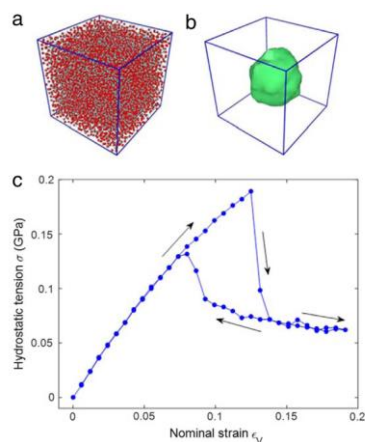 a
b
c
0.2
0.15
0.1
0.05
0
Hydrostatic tension σ (GPa)
0 0.05 0.1 0.15 0.2
Nominal strain ϵ_V